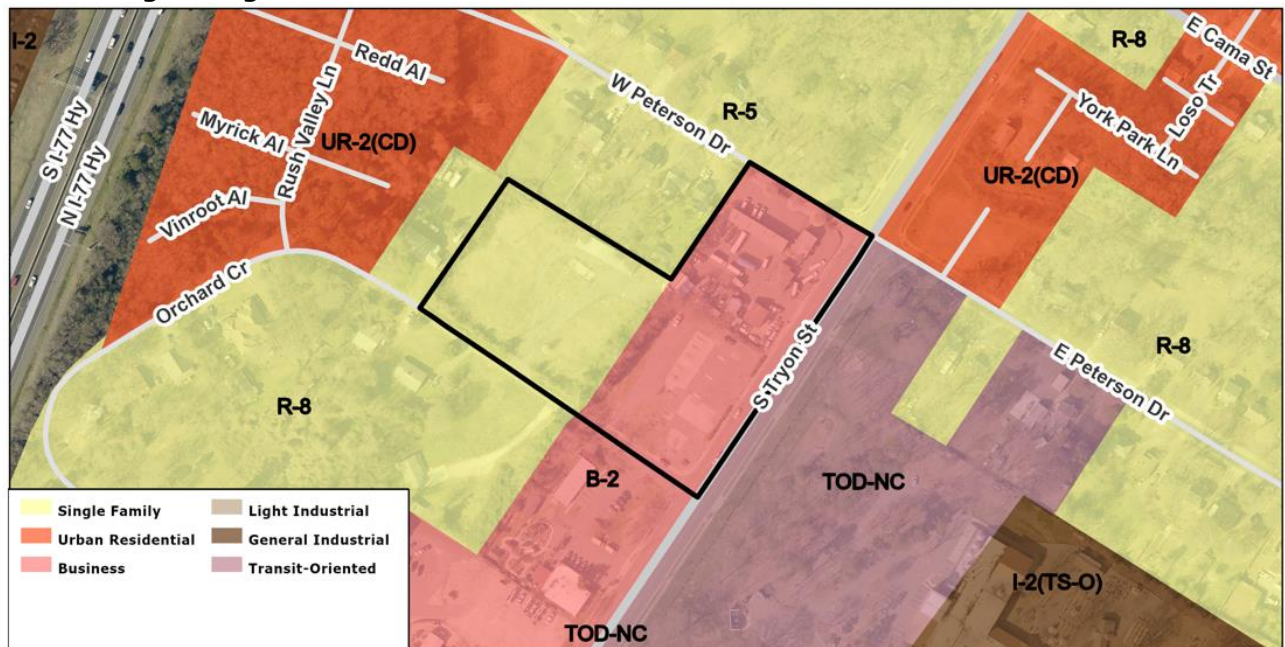 I-2
S I-77 Hy
N I-77 Hy
Redd Al
Rush Valley Ln
Myrick Al
UR-2(CD)
Vinroot Al
Orchard Cr
W Peterson Dr
R-5
R-8
E Cama St
Loso Tr
York Park Ln
UR-2(CD)
S Tryon St
E Peterson Dr
R-8
R-8
B-2
TOD-NC
I-2(TS-O)
TOD-NC
Single Family
Urban Residential
Business
Light Industrial
General Industrial
Transit-Oriented